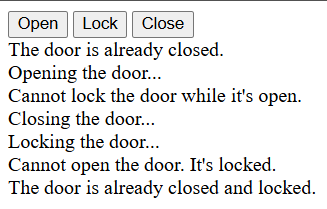 Open Lock Close
The door is already closed.
Opening the door...
Cannot lock the door while it's open.
Closing the door...
Locking the door...
Cannot open the door. It's locked.
The door is already closed and locked.